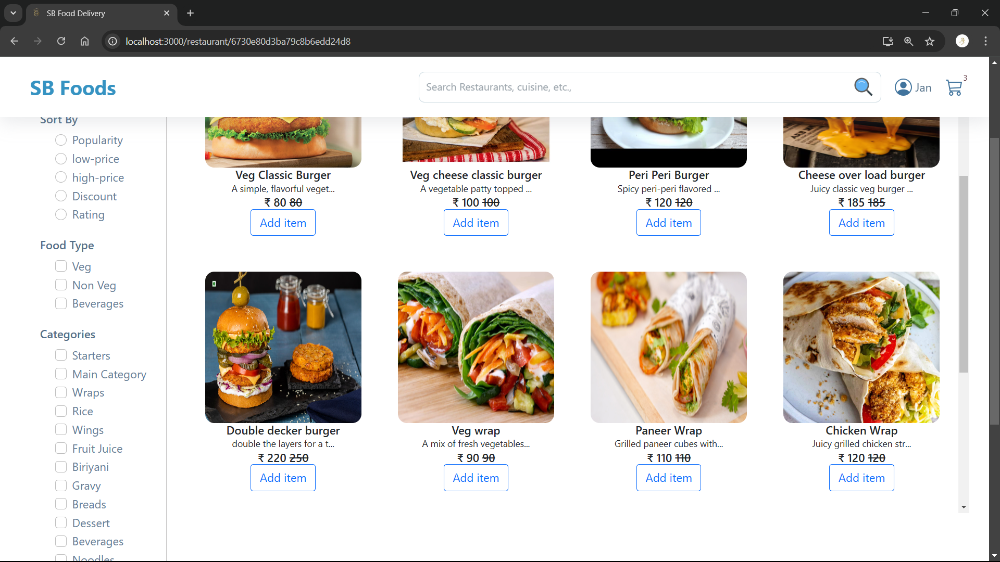 SB Food Delivery
localhost:3000/restaurant/6730e80d3ba79c8b6edd24d8
SB Foods
Search Restaurants, cuisine, etc.,
Jan
3
Sort By
Popularity
low-price
high-price
Discount
Rating
Food Type
Veg
Non Veg
Beverages
Categories
Starters
Main Category
Wraps
Rice
Wings
Fruit Juice
Biriyani
Gravy
Breads
Dessert
Beverages
Noodles
Veg Classic Burger
A simple, flavorful veget...
₹ 80 80
Add item
Veg cheese classic burger
A vegetable patty topped ...
₹ 100 100
Add item
Peri Peri Burger
Spicy peri-peri flavored ...
₹ 120 120
Add item
Cheese over load burger
Juicy classic veg burger ...
₹ 185 185
Add item
Double decker burger
double the layers for a t...
₹ 220 250
Add item
Veg wrap
A mix of fresh vegetables...
₹ 90 90
Add item
Paneer Wrap
Grilled paneer cubes with...
₹ 110 110
Add item
Chicken Wrap
Juicy grilled chicken str...
₹ 120 120
Add item